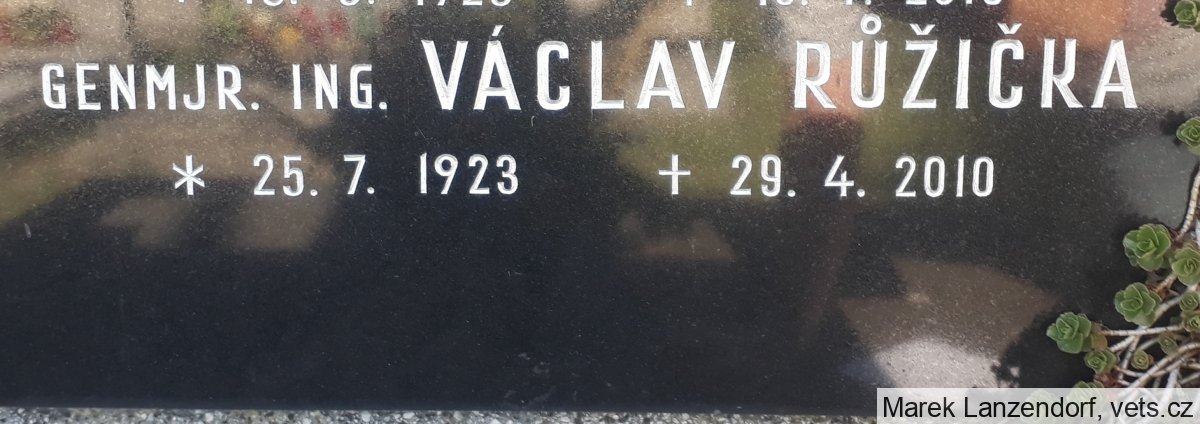 GENMJR. ING. VÁCLAV RŮŽIČKA
* 25. 7. 1923 † 29. 4. 2010
Marek Lanzendorf, vets.cz